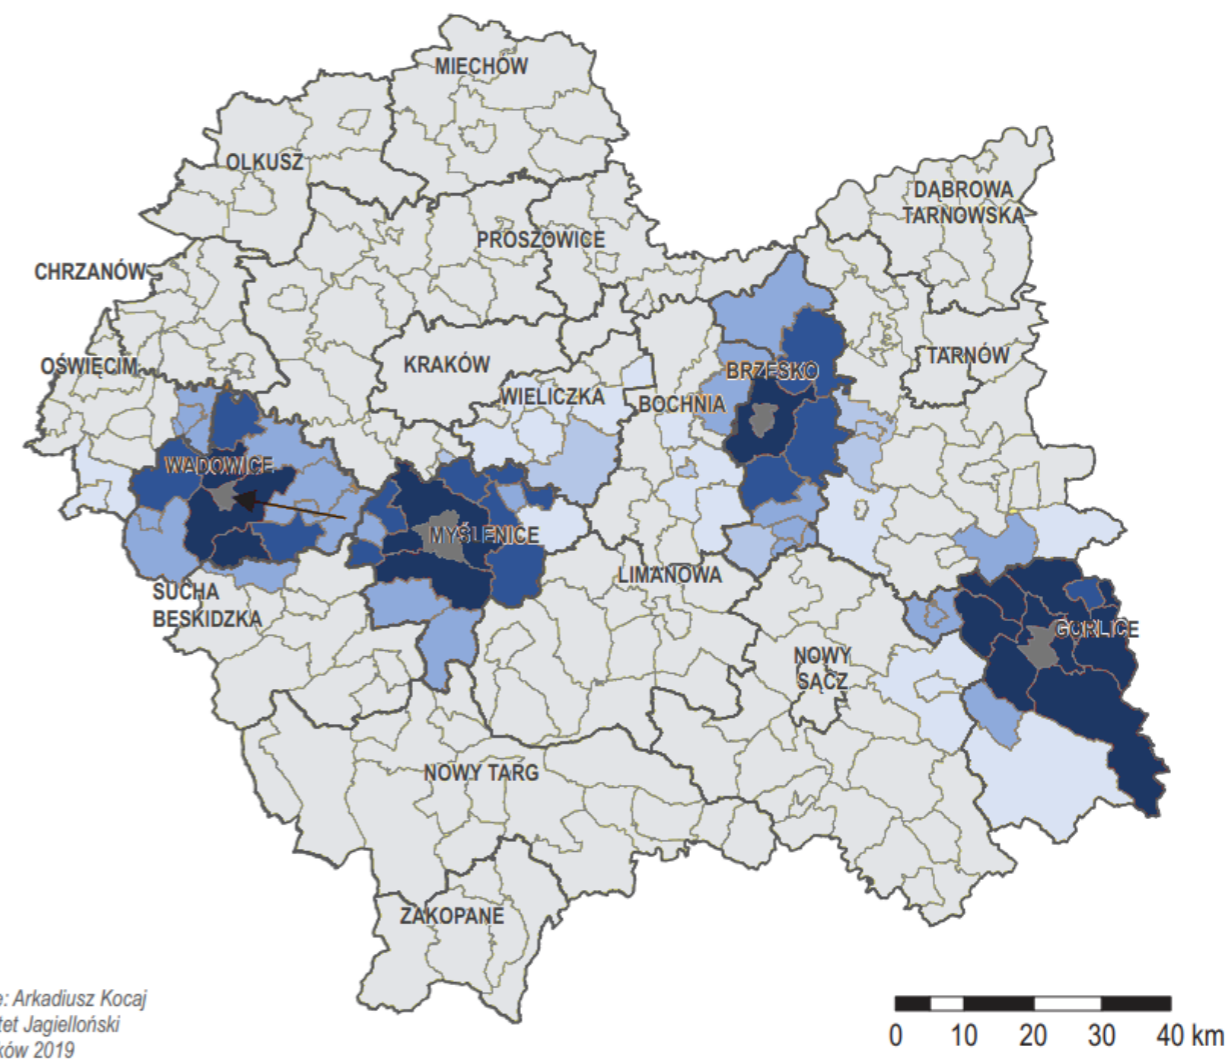 MIECHÓW
OLKUSZ
DĄBROWA
TARNOWSKA
PROSZOWICE
CHRZANÓW
OŚWIĘCIM
KRAKÓW
TARNÓW
BRZESKO
WIELICZKA
BOCHNIA
WADOWICE
MYŚLENICE
LIMANOWA
SUCHA
BESKIDZKA
GORLICE
NOWY
SĄCZ
NOWY TARG
ZAKOPANE
e: Arkadiusz Kocaj
tet Jagielloński
ków 2019
0 10 20 30 40 km